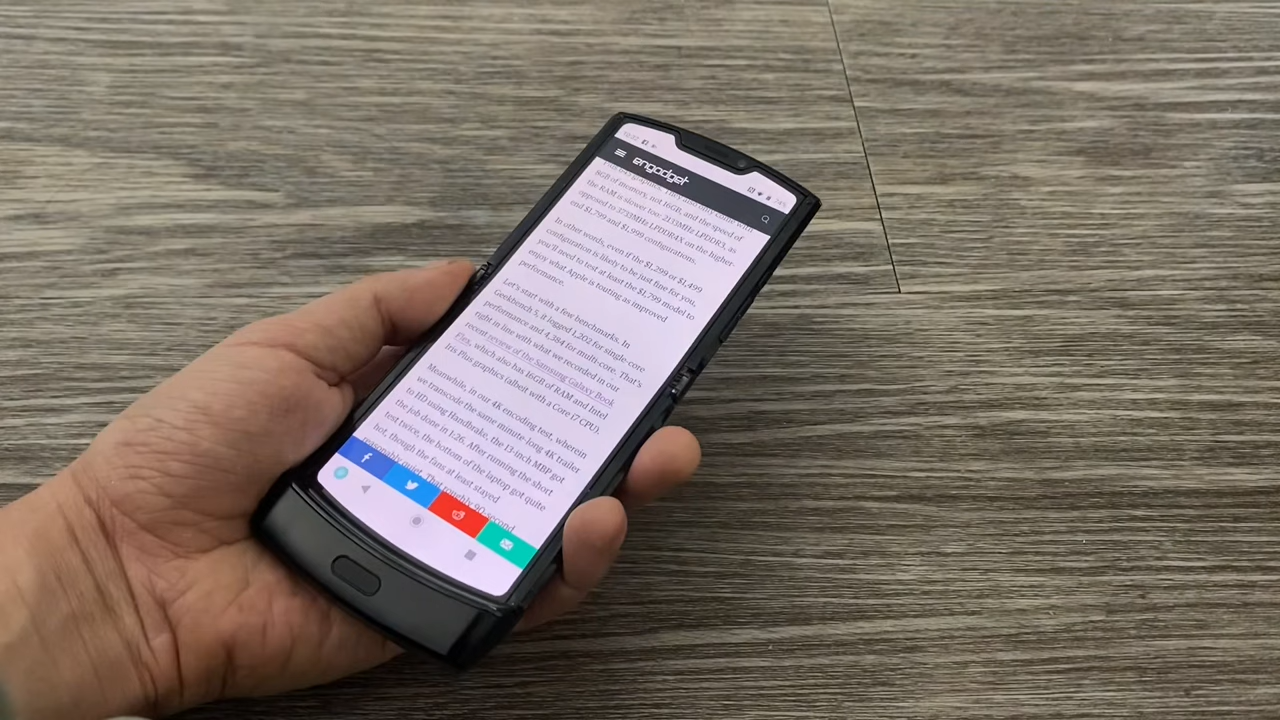 engadget
8GB of memory, not 16GB, and the speed of
the RAM is slower too: 2133MHz LPDDR3, as
opposed to 3733MHz LPDDR4X on the higher-
end $1,799 and $1,999 configurations.
In other words, even if the $1,299 or $1,499
configuration is likely to be just fine for you,
you'll need to test at least the $1,799 model to
enjoy what Apple is touting as improved
performance.
Let's start with a few benchmarks. In
Geekbench 5, it logged 1,202 for single-core
performance and 4,384 for multi-core. That's
right in line with what we recorded in our
recent review of the Samsung Galaxy Book
Flex, which also has 16GB of RAM and Intel
Iris Plus graphics (albeit with a Core i7 CPU).
Meanwhile, in our 4K encoding test, wherein
we transcode the same minute-long 4K trailer
to HD using Handbrake, the 13-inch MBP got
the job done in 1:26. After running the short
test twice, the bottom of the laptop got quite
hot, though the fans at least stayed
reasonably quiet. That roughly 90-second